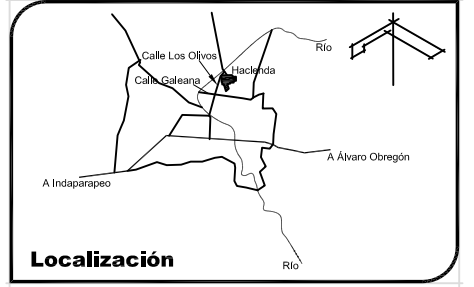 Río
Calle Los Olivos
Hacienda
Calle Galeana
A Álvaro Obregón
A Indaparapeo
Localización
Río